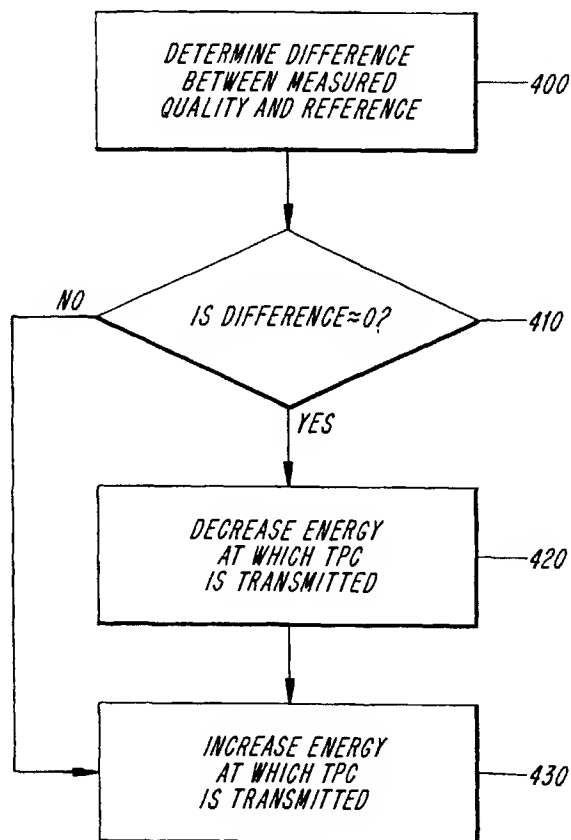 DETERMINE DIFFERENCE
BETWEEN MEASURED
QUALITY AND REFERENCE
400
NO
IS DIFFERENCE≈0?
410
YES
DECREASE ENERGY
AT WHICH TPC
IS TRANSMITTED
420
INCREASE ENERGY
AT WHICH TPC
IS TRANSMITTED
430